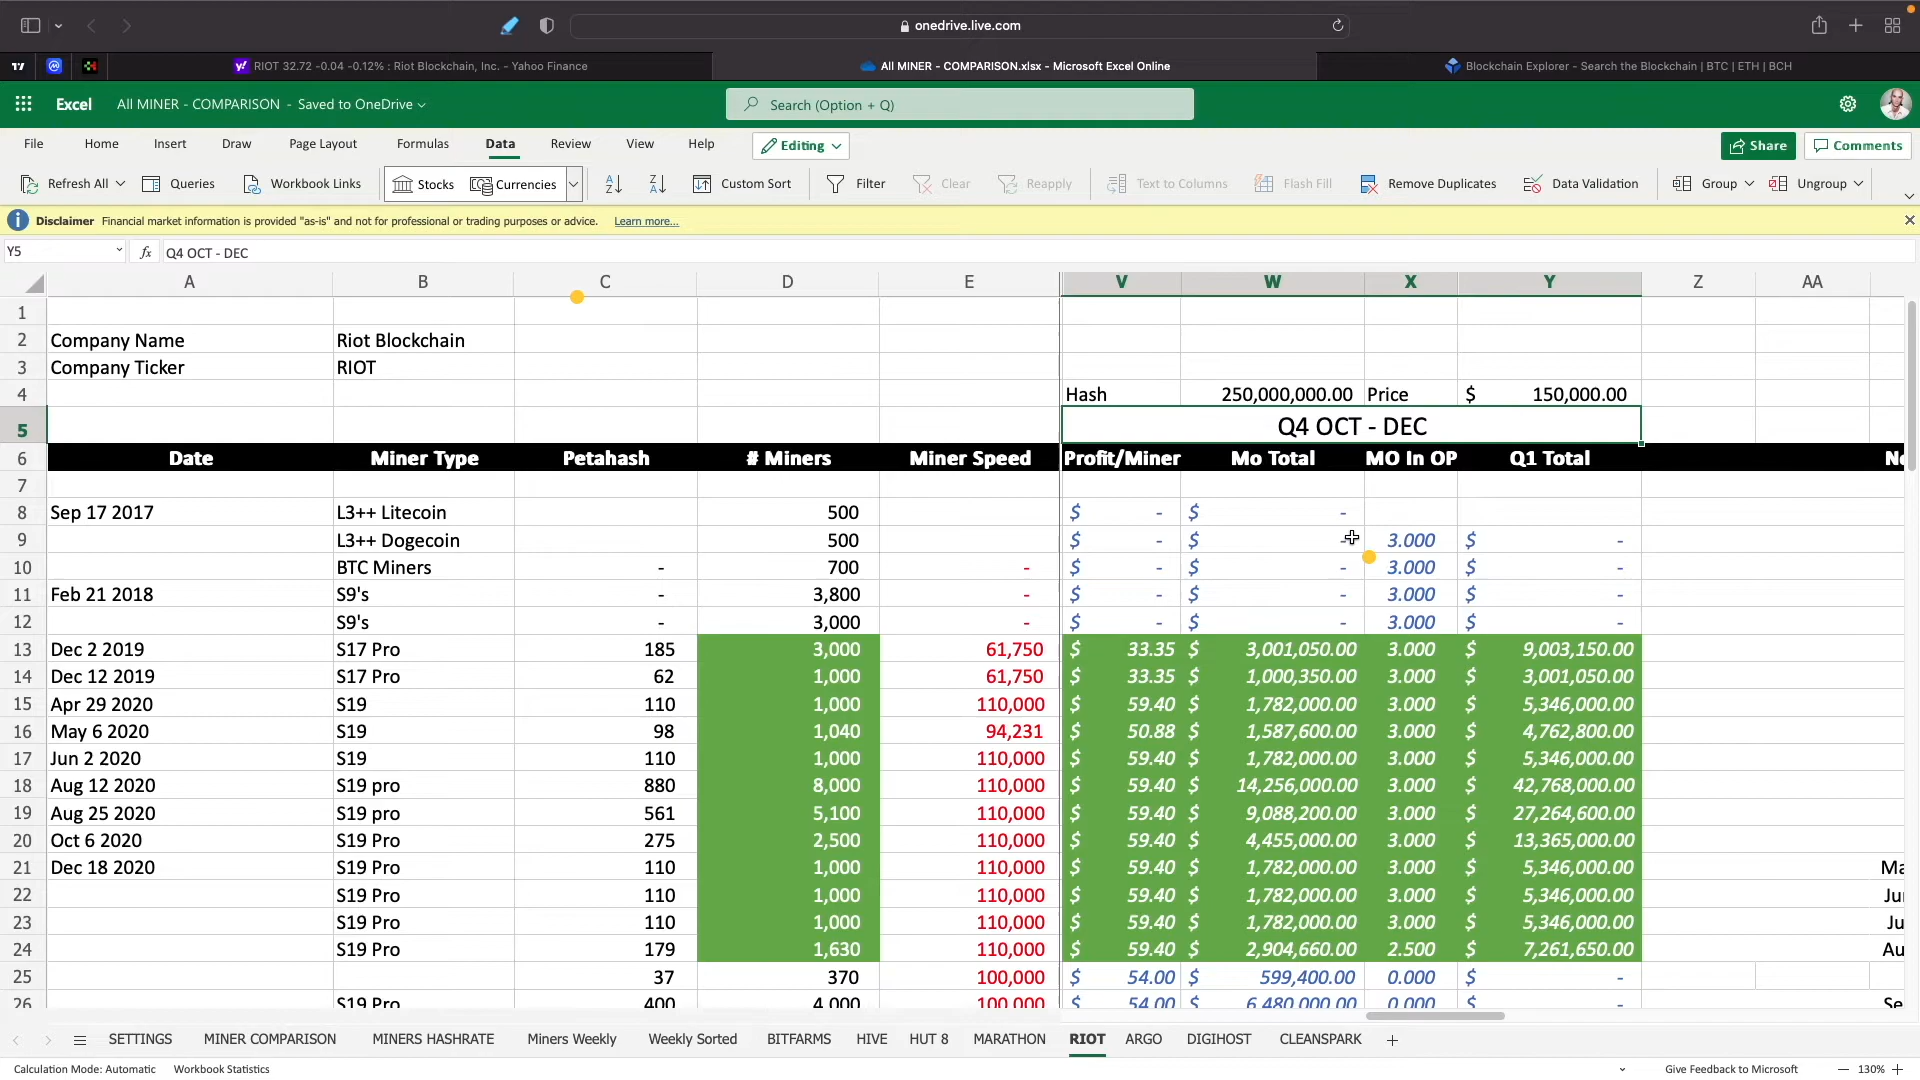 onedrive.live.com
RIOT 32.72 -0.04 -0.12% : Riot Blockchain, Inc. - Yahoo Finance
All MINER - COMPARISON.xlsx - Microsoft Excel Online
Blockchain Explorer - Search the Blockchain | BTC | ETH | BCH
Excel All MINER - COMPARISON - Saved to OneDrive Search (Option + Q)
File Home Insert Draw Page Layout Formulas Data Review View Help Editing Share Comments
Refresh All Queries Workbook Links Stocks Currencies Custom Sort Filter Clear Reapply Text to Columns Flash Fill Remove Duplicates Data Validation Group Ungroup
Disclaimer Financial market information is provided "as-is" and not for professional or trading purposes or advice. Learn more...
Y5 fx Q4 OCT - DEC
A B C D E V W X Y Z AA
1
2 Company Name Riot Blockchain
3 Company Ticker RIOT
4 Hash 250,000,000.00 Price $ 150,000.00
5 Q4 OCT - DEC
6 Date Miner Type Petahash # Miners Miner Speed Profit/Miner Mo Total MO In OP Q1 Total
7
8 Sep 17 2017 L3++ Litecoin 500 $ - $ -
9 L3++ Dogecoin 500 $ - $ - 3.000 $ -
10 BTC Miners - 700 - $ - $ - 3.000 $ -
11 Feb 21 2018 S9's - 3,800 - $ - $ - 3.000 $ -
12 S9's - 3,000 - $ - $ - 3.000 $ -
13 Dec 2 2019 S17 Pro 185 3,000 61,750 $ 33.35 $ 3,001,050.00 3.000 $ 9,003,150.00
14 Dec 12 2019 S17 Pro 62 1,000 61,750 $ 33.35 $ 1,000,350.00 3.000 $ 3,001,050.00
15 Apr 29 2020 S19 110 1,000 110,000 $ 59.40 $ 1,782,000.00 3.000 $ 5,346,000.00
16 May 6 2020 S19 98 1,040 94,231 $ 50.88 $ 1,587,600.00 3.000 $ 4,762,800.00
17 Jun 2 2020 S19 110 1,000 110,000 $ 59.40 $ 1,782,000.00 3.000 $ 5,346,000.00
18 Aug 12 2020 S19 pro 880 8,000 110,000 $ 59.40 $ 14,256,000.00 3.000 $ 42,768,000.00
19 Aug 25 2020 S19 pro 561 5,100 110,000 $ 59.40 $ 9,088,200.00 3.000 $ 27,264,600.00
20 Oct 6 2020 S19 Pro 275 2,500 110,000 $ 59.40 $ 4,455,000.00 3.000 $ 13,365,000.00
21 Dec 18 2020 S19 Pro 110 1,000 110,000 $ 59.40 $ 1,782,000.00 3.000 $ 5,346,000.00
22 S19 Pro 110 1,000 110,000 $ 59.40 $ 1,782,000.00 3.000 $ 5,346,000.00
23 S19 Pro 110 1,000 110,000 $ 59.40 $ 1,782,000.00 3.000 $ 5,346,000.00
24 S19 Pro 179 1,630 110,000 $ 59.40 $ 2,904,660.00 2.500 $ 7,261,650.00
25 37 370 100,000 $ 54.00 $ 599,400.00 0.000 $ -
26 S19 Pro 400 4,000 100,000 $ 54.00 $ 6,480,000.00 0.000 $ -
SETTINGS MINER COMPARISON MINERS HASHRATE Miners Weekly Weekly Sorted BITFARMS HIVE HUT 8 MARATHON RIOT ARGO DIGIHOST CLEANSPARK
Calculation Mode: Automatic Workbook Statistics Give Feedback to Microsoft 130%